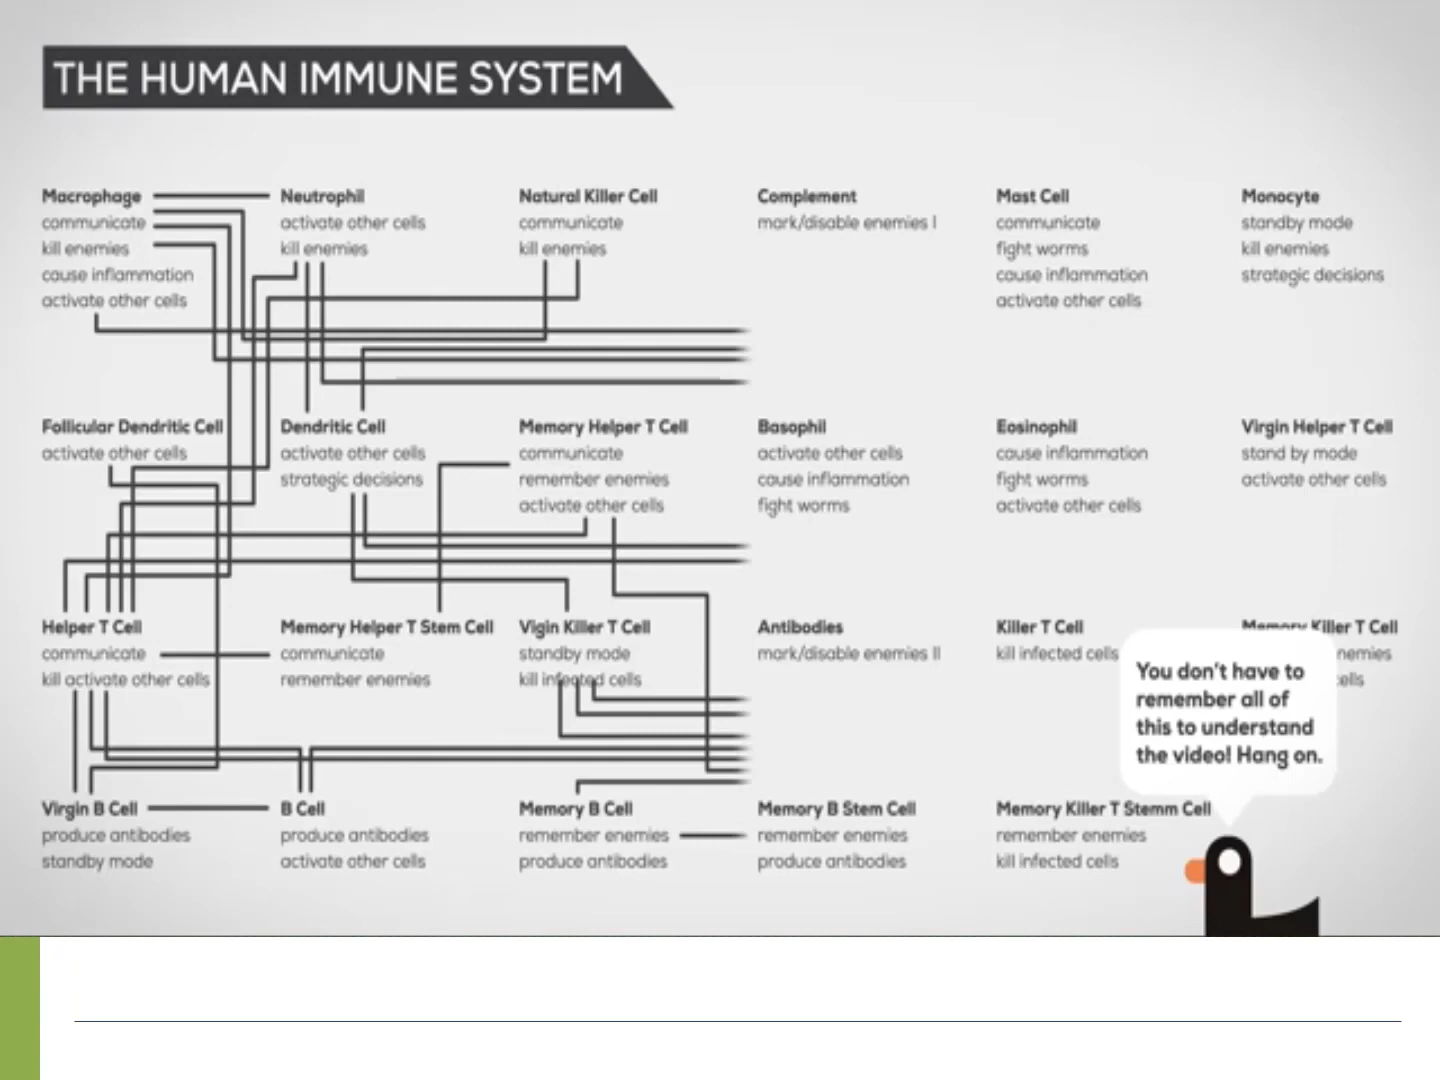 THE HUMAN IMMUNE SYSTEM
Macrophage
communicate
kill enemies
cause inflammation
activate other cells
Neutrophil
activate other cells
kill enemies
Natural Killer Cell
communicate
kill enemies
Complement
mark/disable enemies I
Mast Cell
communicate
fight worms
cause inflammation
activate other cells
Monocyte
standby mode
kill enemies
strategic decisions
Follicular Dendritic Cell
activate other cells
Dendritic Cell
activate other cells
strategic decisions
Memory Helper T Cell
communicate
remember enemies
activate other cells
Basophil
activate other cells
cause inflammation
fight worms
Eosinophil
cause inflammation
fight worms
activate other cells
Virgin Helper T Cell
stand by mode
activate other cells
Helper T Cell
communicate
kill activate other cells
Memory Helper T Stem Cell
communicate
remember enemies
Vigin Killer T Cell
standby mode
kill infected cells
Antibodies
mark/disable enemies II
Killer T Cell
kill infected cells
Memory Killer T Cell
enemies
cells
You don't have to
remember all of
this to understand
the video! Hang on.
Virgin B Cell
produce antibodies
standby mode
B Cell
produce antibodies
activate other cells
Memory B Cell
remember enemies
produce antibodies
Memory B Stem Cell
remember enemies
produce antibodies
Memory Killer T Stemm Cell
remember enemies
kill infected cells